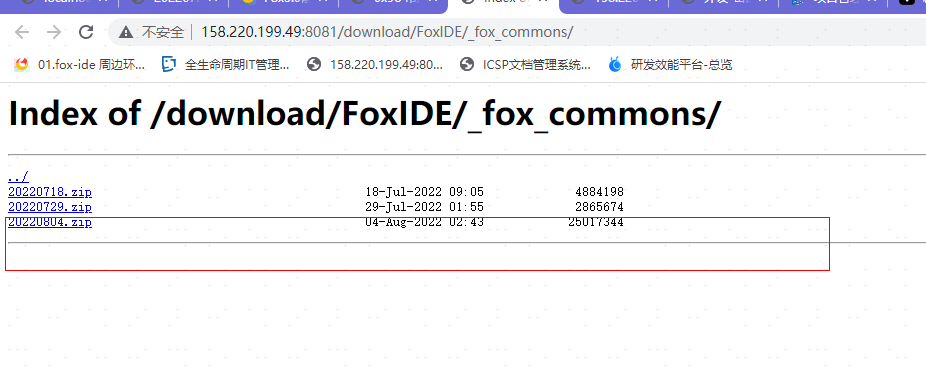 不安全 158.220.199.49:8081/download/FoxIDE/_fox_commons/
01.fox-ide 周边环... 全生命周期IT管理... 158.220.199.49:80... ICSP文档管理系统... 研发效能平台-总览
Index of /download/FoxIDE/_fox_commons/
../
20220718.zip 18-Jul-2022 09:05 4884198
20220729.zip 29-Jul-2022 01:55 2865674
20220804.zip 04-Aug-2022 02:43 25017344